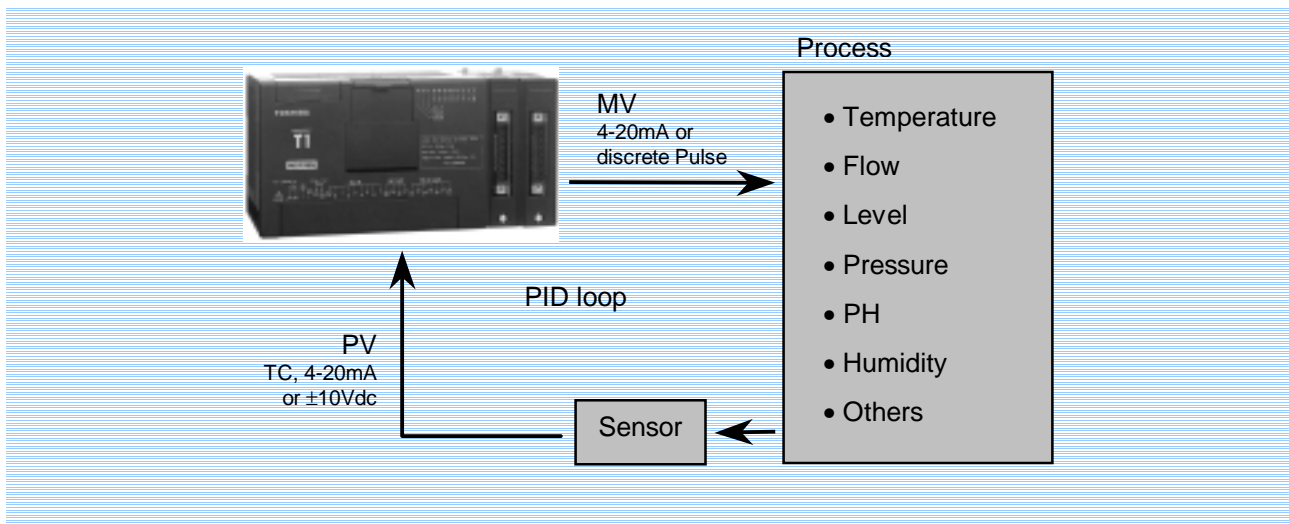 Process
T1
MV
4-20mA or
discrete Pulse
• Temperature
• Flow
• Level
• Pressure
• PH
• Humidity
• Others
PID loop
PV
TC, 4-20mA
or ±10Vdc
Sensor